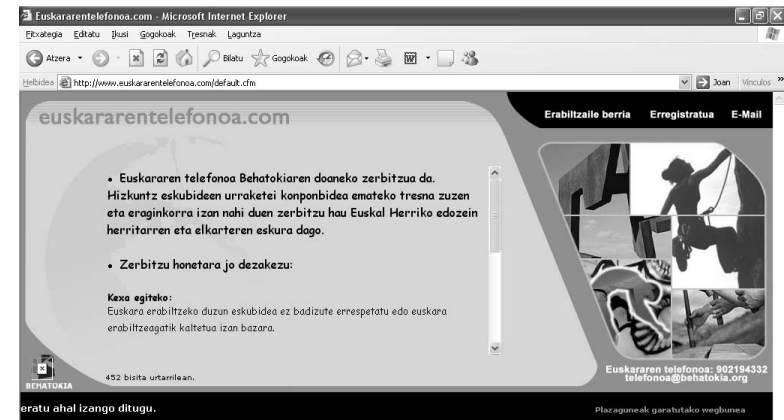 Euskararentelefonoa.com - Microsoft Internet Explorer
Fitxategia Editatu Ikusi Gogokoak Tresnak Laguntza
Atzera Bilatu Gogokoak
Helbidea http://www.euskararentelefonoa.com/default.cfm Joan Vínculos »
euskararentelefonoa.com
Erabiltzaile berria Erregistratua E-Mail
• Euskararen telefonoa Behatokiaren doaneko zerbitzua da.
Hizkuntz eskubideen urraketei konponbidea emateko tresna zuzen
eta eraginkorra izan nahi duen zerbitzu hau Euskal Herriko edozein
herritarren eta elkarteren eskura dago.
• Zerbitzu honetara jo dezakezu:
Kexa egiteko:
Euskara erabiltzeko duzun eskubidea ez badizute errespetatu edo euskara
erabiltzeagatik kaltetua izan bazara.
452 bisita urtarrilean.
BEHATOKIA
Euskararen telefonoa: 902194332
telefonoa@behatokia.org
eratu ahal izango ditugu.
Plazaguneak garatutako wegbunea